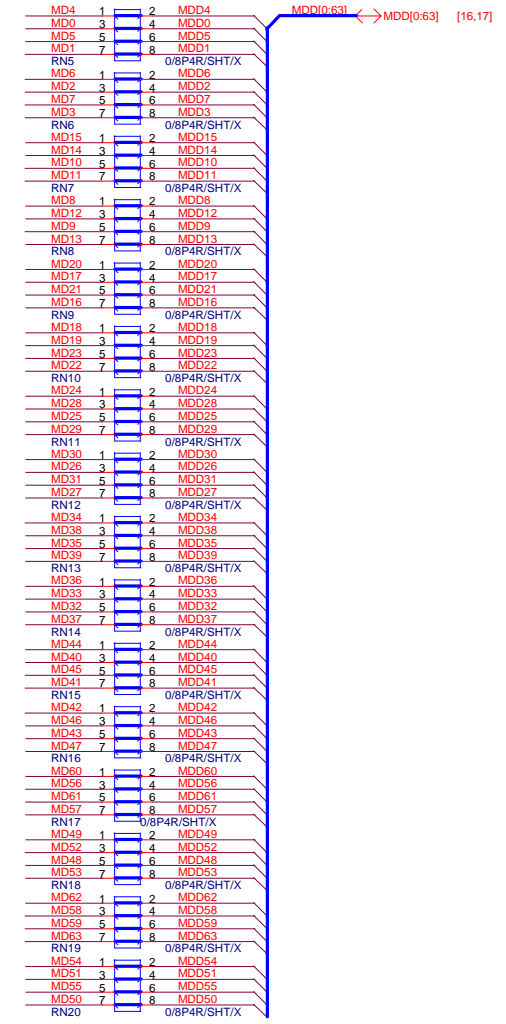 MDD[0:63] MDD[0:63] [16,17]
MD4 1 2 MDD4
MD0 3 4 MDD0
MD5 5 6 MDD5
MD1 7 8 MDD1
RN5 0/8P4R/SHT/X
MD6 1 2 MDD6
MD2 3 4 MDD2
MD7 5 6 MDD7
MD3 7 8 MDD3
RN6 0/8P4R/SHT/X
MD15 1 2 MDD15
MD14 3 4 MDD14
MD10 5 6 MDD10
MD11 7 8 MDD11
RN7 0/8P4R/SHT/X
MD8 1 2 MDD8
MD12 3 4 MDD12
MD9 5 6 MDD9
MD13 7 8 MDD13
RN8 0/8P4R/SHT/X
MD20 1 2 MDD20
MD17 3 4 MDD17
MD21 5 6 MDD21
MD16 7 8 MDD16
RN9 0/8P4R/SHT/X
MD18 1 2 MDD18
MD19 3 4 MDD19
MD23 5 6 MDD23
MD22 7 8 MDD22
RN10 0/8P4R/SHT/X
MD24 1 2 MDD24
MD28 3 4 MDD28
MD25 5 6 MDD25
MD29 7 8 MDD29
RN11 0/8P4R/SHT/X
MD30 1 2 MDD30
MD26 3 4 MDD26
MD31 5 6 MDD31
MD27 7 8 MDD27
RN12 0/8P4R/SHT/X
MD34 1 2 MDD34
MD38 3 4 MDD38
MD35 5 6 MDD35
MD39 7 8 MDD39
RN13 0/8P4R/SHT/X
MD36 1 2 MDD36
MD33 3 4 MDD33
MD32 5 6 MDD32
MD37 7 8 MDD37
RN14 0/8P4R/SHT/X
MD44 1 2 MDD44
MD40 3 4 MDD40
MD45 5 6 MDD45
MD41 7 8 MDD41
RN15 0/8P4R/SHT/X
MD42 1 2 MDD42
MD46 3 4 MDD46
MD43 5 6 MDD43
MD47 7 8 MDD47
RN16 0/8P4R/SHT/X
MD60 1 2 MDD60
MD56 3 4 MDD56
MD61 5 6 MDD61
MD57 7 8 MDD57
RN17 0/8P4R/SHT/X
MD49 1 2 MDD49
MD52 3 4 MDD52
MD48 5 6 MDD48
MD53 7 8 MDD53
RN18 0/8P4R/SHT/X
MD62 1 2 MDD62
MD58 3 4 MDD58
MD59 5 6 MDD59
MD63 7 8 MDD63
RN19 0/8P4R/SHT/X
MD54 1 2 MDD54
MD51 3 4 MDD51
MD55 5 6 MDD55
MD50 7 8 MDD50
RN20 0/8P4R/SHT/X